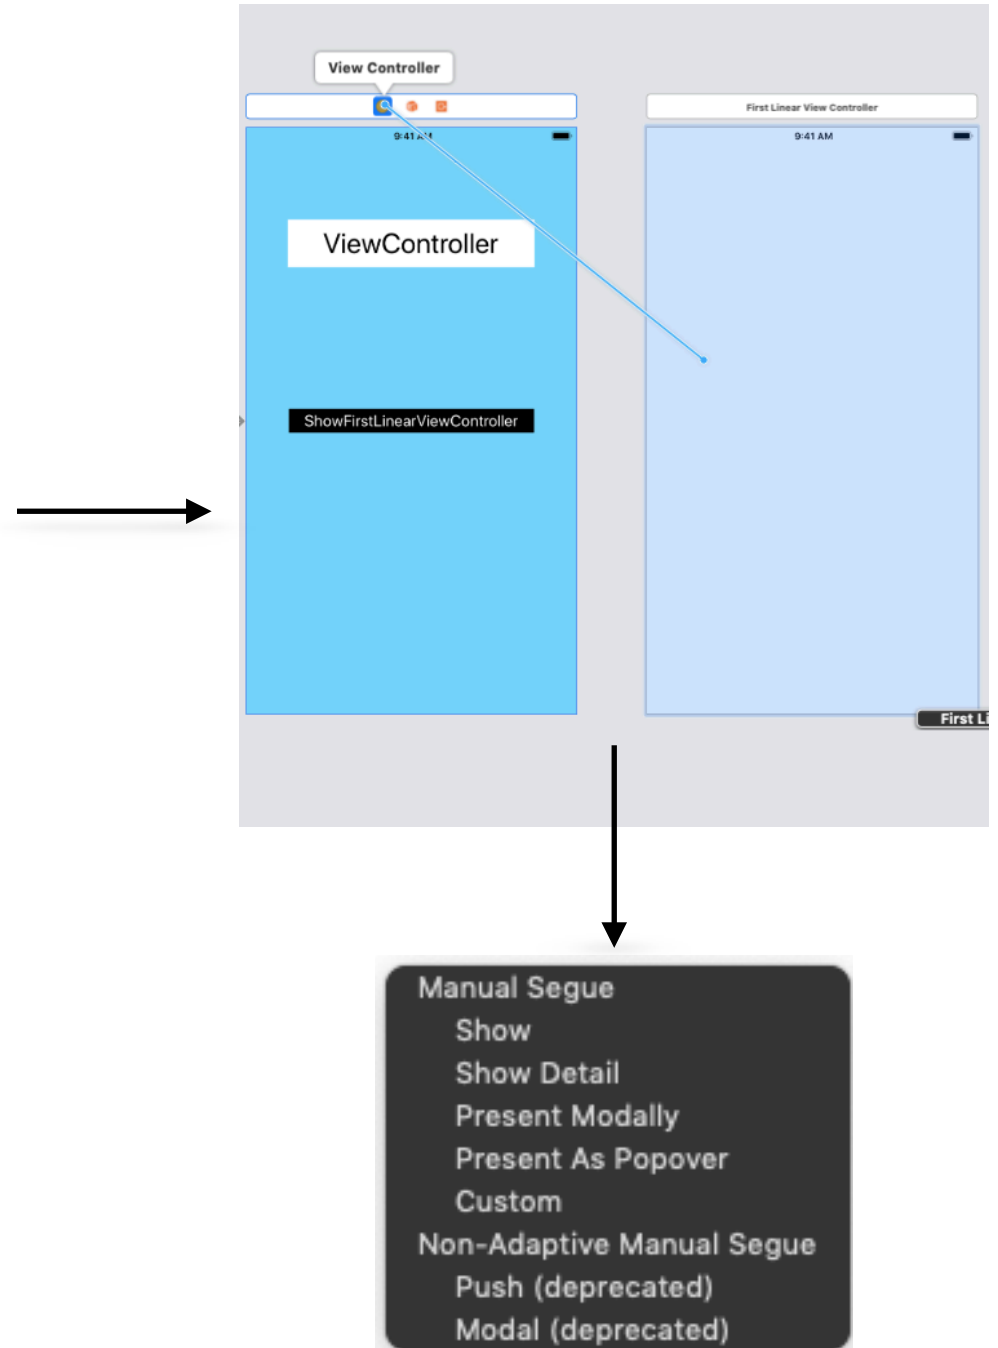 View Controller
First Linear View Controller
9:41 AM
ViewController
ShowFirstLinearViewController
First Li
Manual Segue
Show
Show Detail
Present Modally
Present As Popover
Custom
Non-Adaptive Manual Segue
Push (deprecated)
Modal (deprecated)